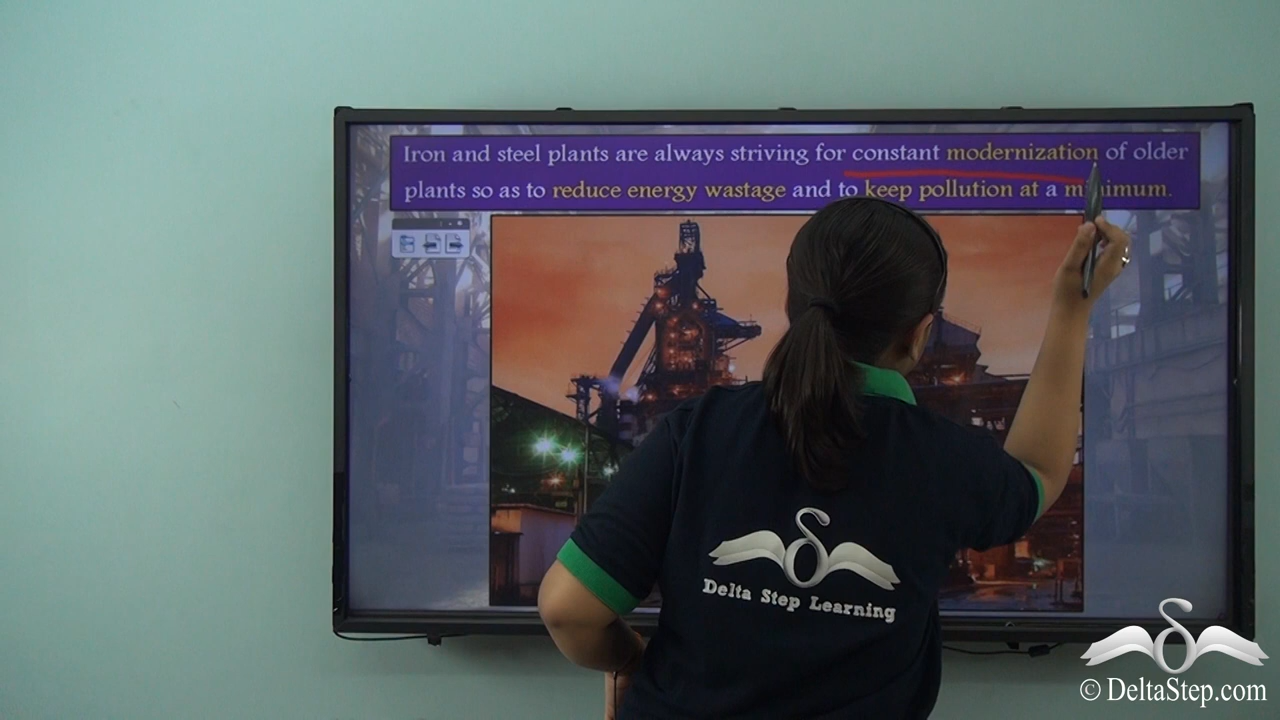 Iron and steel plants are always striving for constant modernization of older
plants so as to reduce energy wastage and to keep pollution at a minimum.
Delta Step Learning
© DeltaStep.com